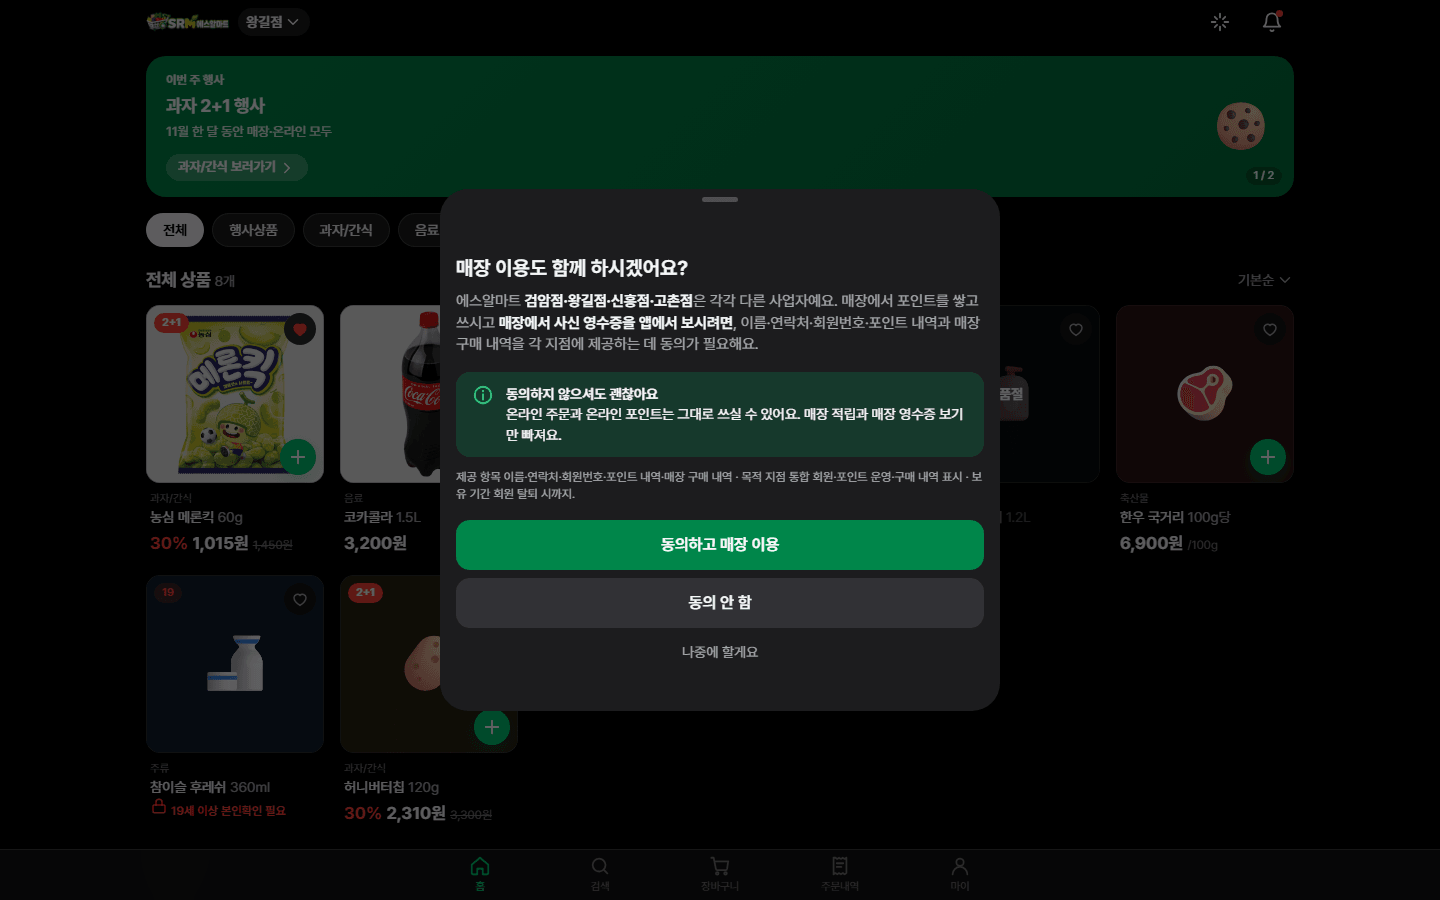 SRM에스알마트
왕길점
이번 주 행사
과자 2+1 행사
11월 한 달 동안 매장·온라인 모두
과자/간식 보러가기
1 / 2
전체
행사상품
과자/간식
음료
전체 상품 8개
기본순
매장 이용도 함께 하시겠어요?
에스알마트 검암점·왕길점·신흥점·고촌점은 각각 다른 사업자예요. 매장에서 포인트를 쌓고
쓰시고 매장에서 사신 영수증을 앱에서 보시려면, 이름·연락처·회원번호·포인트 내역과 매장
구매 내역을 각 지점에 제공하는 데 동의가 필요해요.
동의하지 않으셔도 괜찮아요
온라인 주문과 온라인 포인트는 그대로 쓰실 수 있어요. 매장 적립과 매장 영수증 보기
만 빠져요.
제공 항목 이름·연락처·회원번호·포인트 내역·매장 구매 내역 · 목적 지점 통합 회원·포인트 운영·구매 내역 표시 · 보
유 기간 회원 탈퇴 시까지.
동의하고 매장 이용
동의 안 함
나중에 할게요
2+1
농심
메론킥
Coca-Cola
품절
과자/간식
농심 메론킥 60g
30% 1,015원 1,450원
음료
코카콜라 1.5L
3,200원
1.2L
축산물
한우 국거리 100g당
6,900원 /100g
19
2+1
주류
참이슬 후레쉬 360ml
19세 이상 본인확인 필요
과자/간식
허니버터칩 120g
30% 2,310원 3,300원
홈
검색
장바구니
주문내역
마이